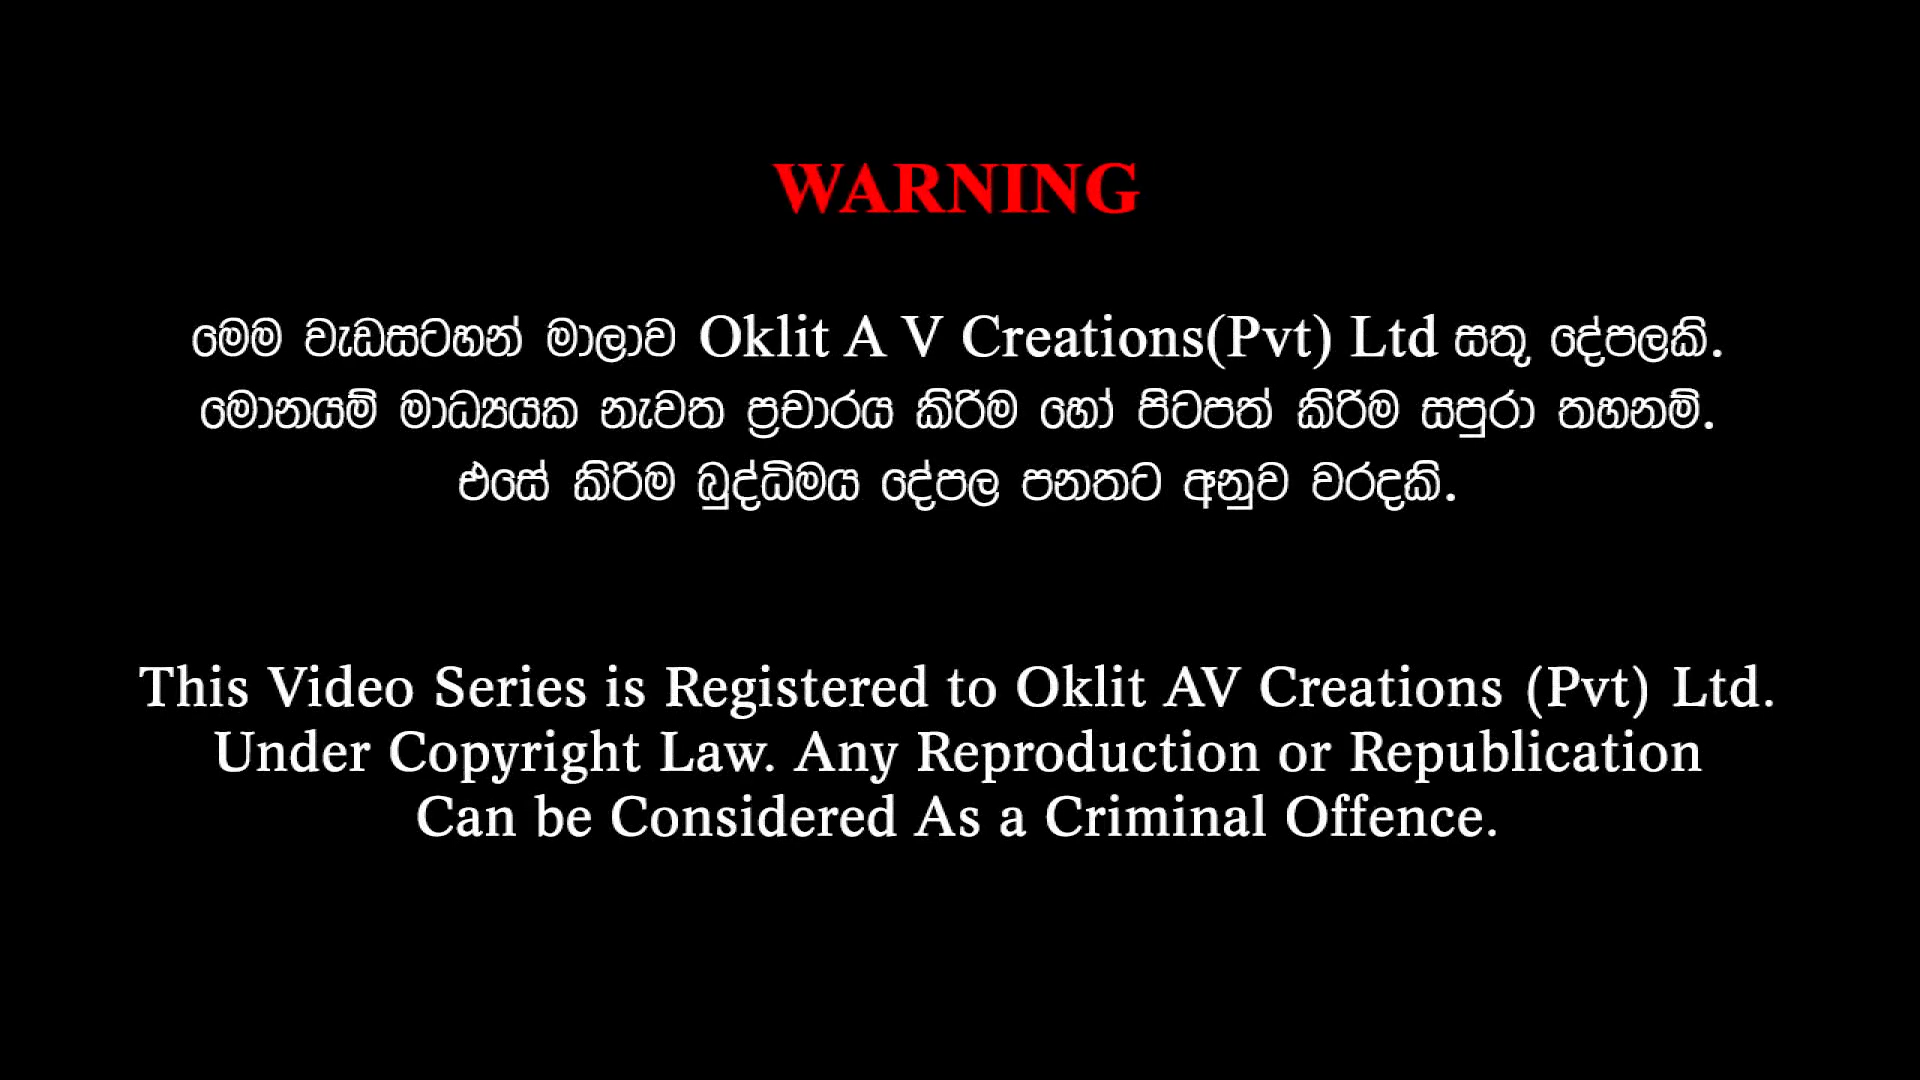 WARNING
මෙම වැඩසටහන් මාලාව Oklit A V Creations(Pvt) Ltd සතු දේපලකි.
මොනයම් මාධ්‍යයක නැවත ප්‍රචාරය කිරිම හෝ පිටපත් කිරිම සපුරා තහනම්.
එසේ කිරිම බුද්ධිමය දේපල පනතට අනුව වරදකි.
This Video Series is Registered to Oklit AV Creations (Pvt) Ltd.
Under Copyright Law. Any Reproduction or Republication
Can be Considered As a Criminal Offence.